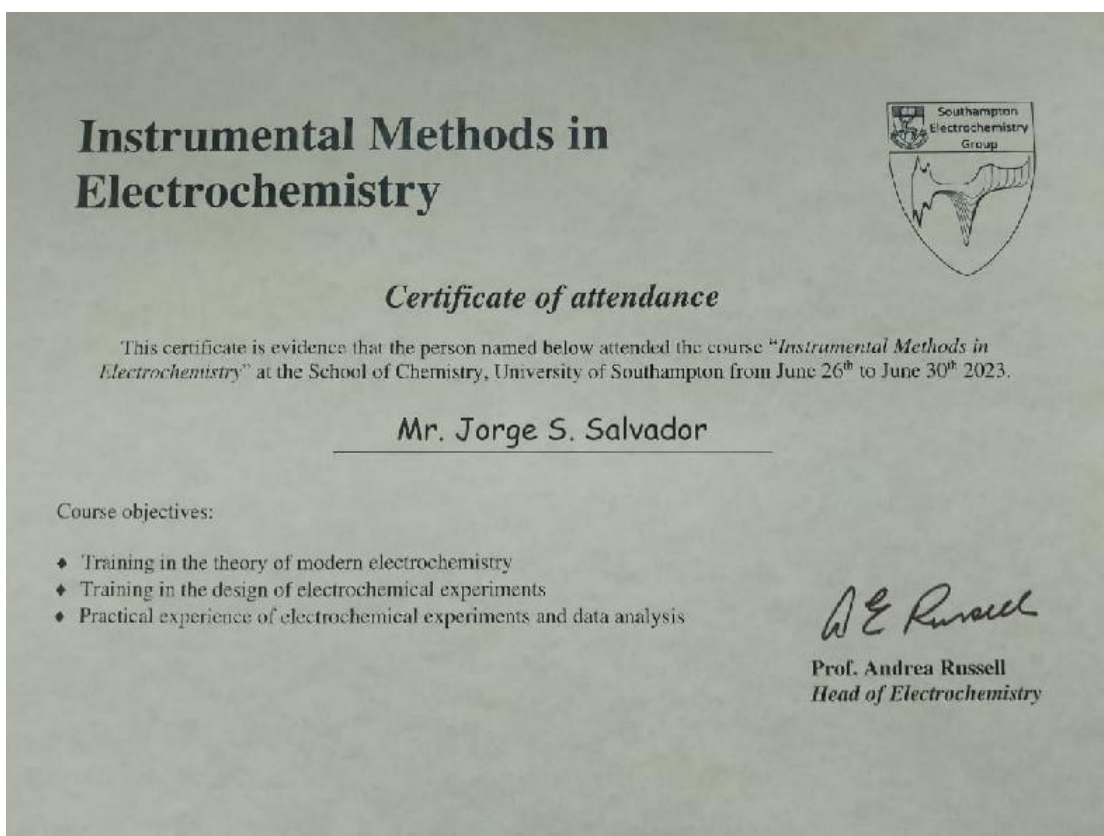 Instrumental Methods in
Electrochemistry
Southampton
Electrochemistry
Group
Certificate of attendance
This certificate is evidence that the person named below attended the course “Instrumental Methods in
Electrochemistry” at the School of Chemistry, University of Southampton from June 26th to June 30th 2023.
Mr. Jorge S. Salvador
Course objectives:
♦ Training in the theory of modern electrochemistry
♦ Training in the design of electrochemical experiments
♦ Practical experience of electrochemical experiments and data analysis
A E Russell
Prof. Andrea Russell
Head of Electrochemistry